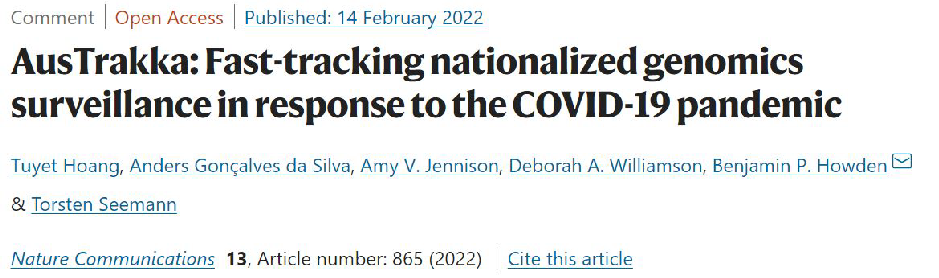 Comment | Open Access | Published: 14 February 2022
AusTrakka: Fast-tracking nationalized genomics
surveillance in response to the COVID-19 pandemic
Tuyet Hoang, Anders Gonçalves da Silva, Amy V. Jennison, Deborah A. Williamson, Benjamin P. Howden
& Torsten Seemann
Nature Communications 13, Article number: 865 (2022) Cite this article